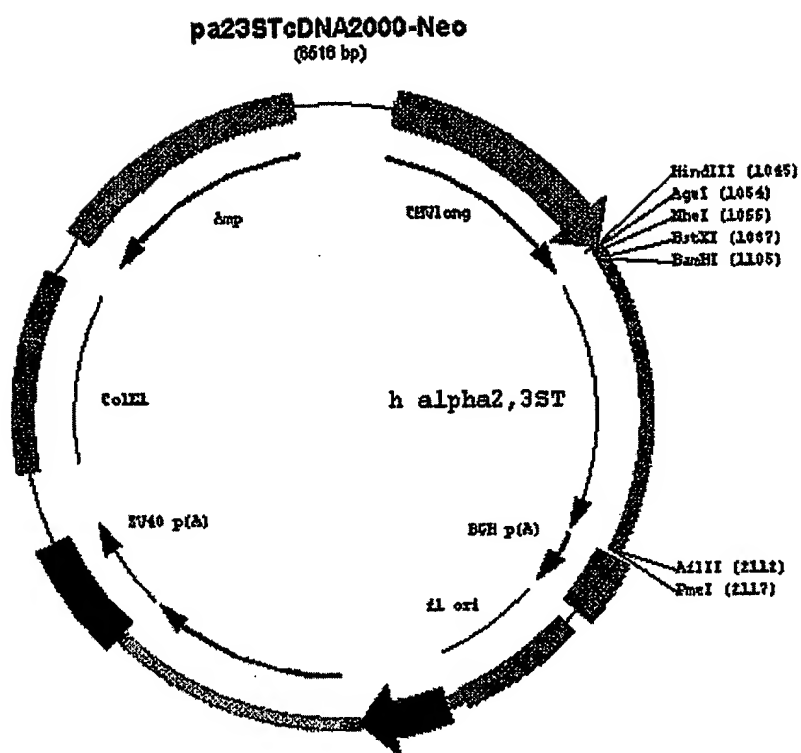 pa23STcDNA2000-Neo
(6516 bp)
HindIII (1045)
AgeI (1054)
NheI (1055)
BstXI (1067)
BamHI (1105)
Amp
CMVlong
ColE1
h alpha2,3ST
SV40 p(A)
BGH p(A)
AflII (2112)
PmeI (2117)
f1 ori